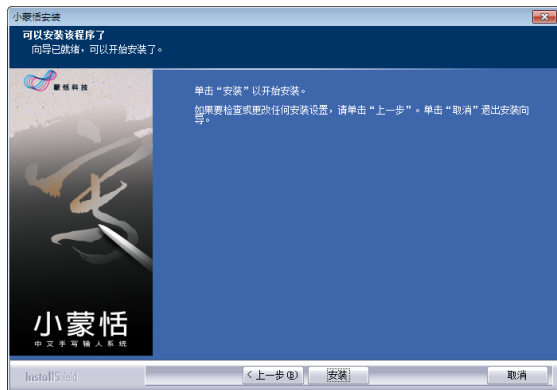 小蒙恬安装
可以安装该程序了
向导已就绪，可以开始安装了。
蒙恬科技
单击“安装”以开始安装。
如果要检查或更改任何安装设置，请单击“上一步”。单击“取消”退出安装向
导。
小蒙恬
中文手写输入系统
InstallShield
< 上一步(B)
安装
取消